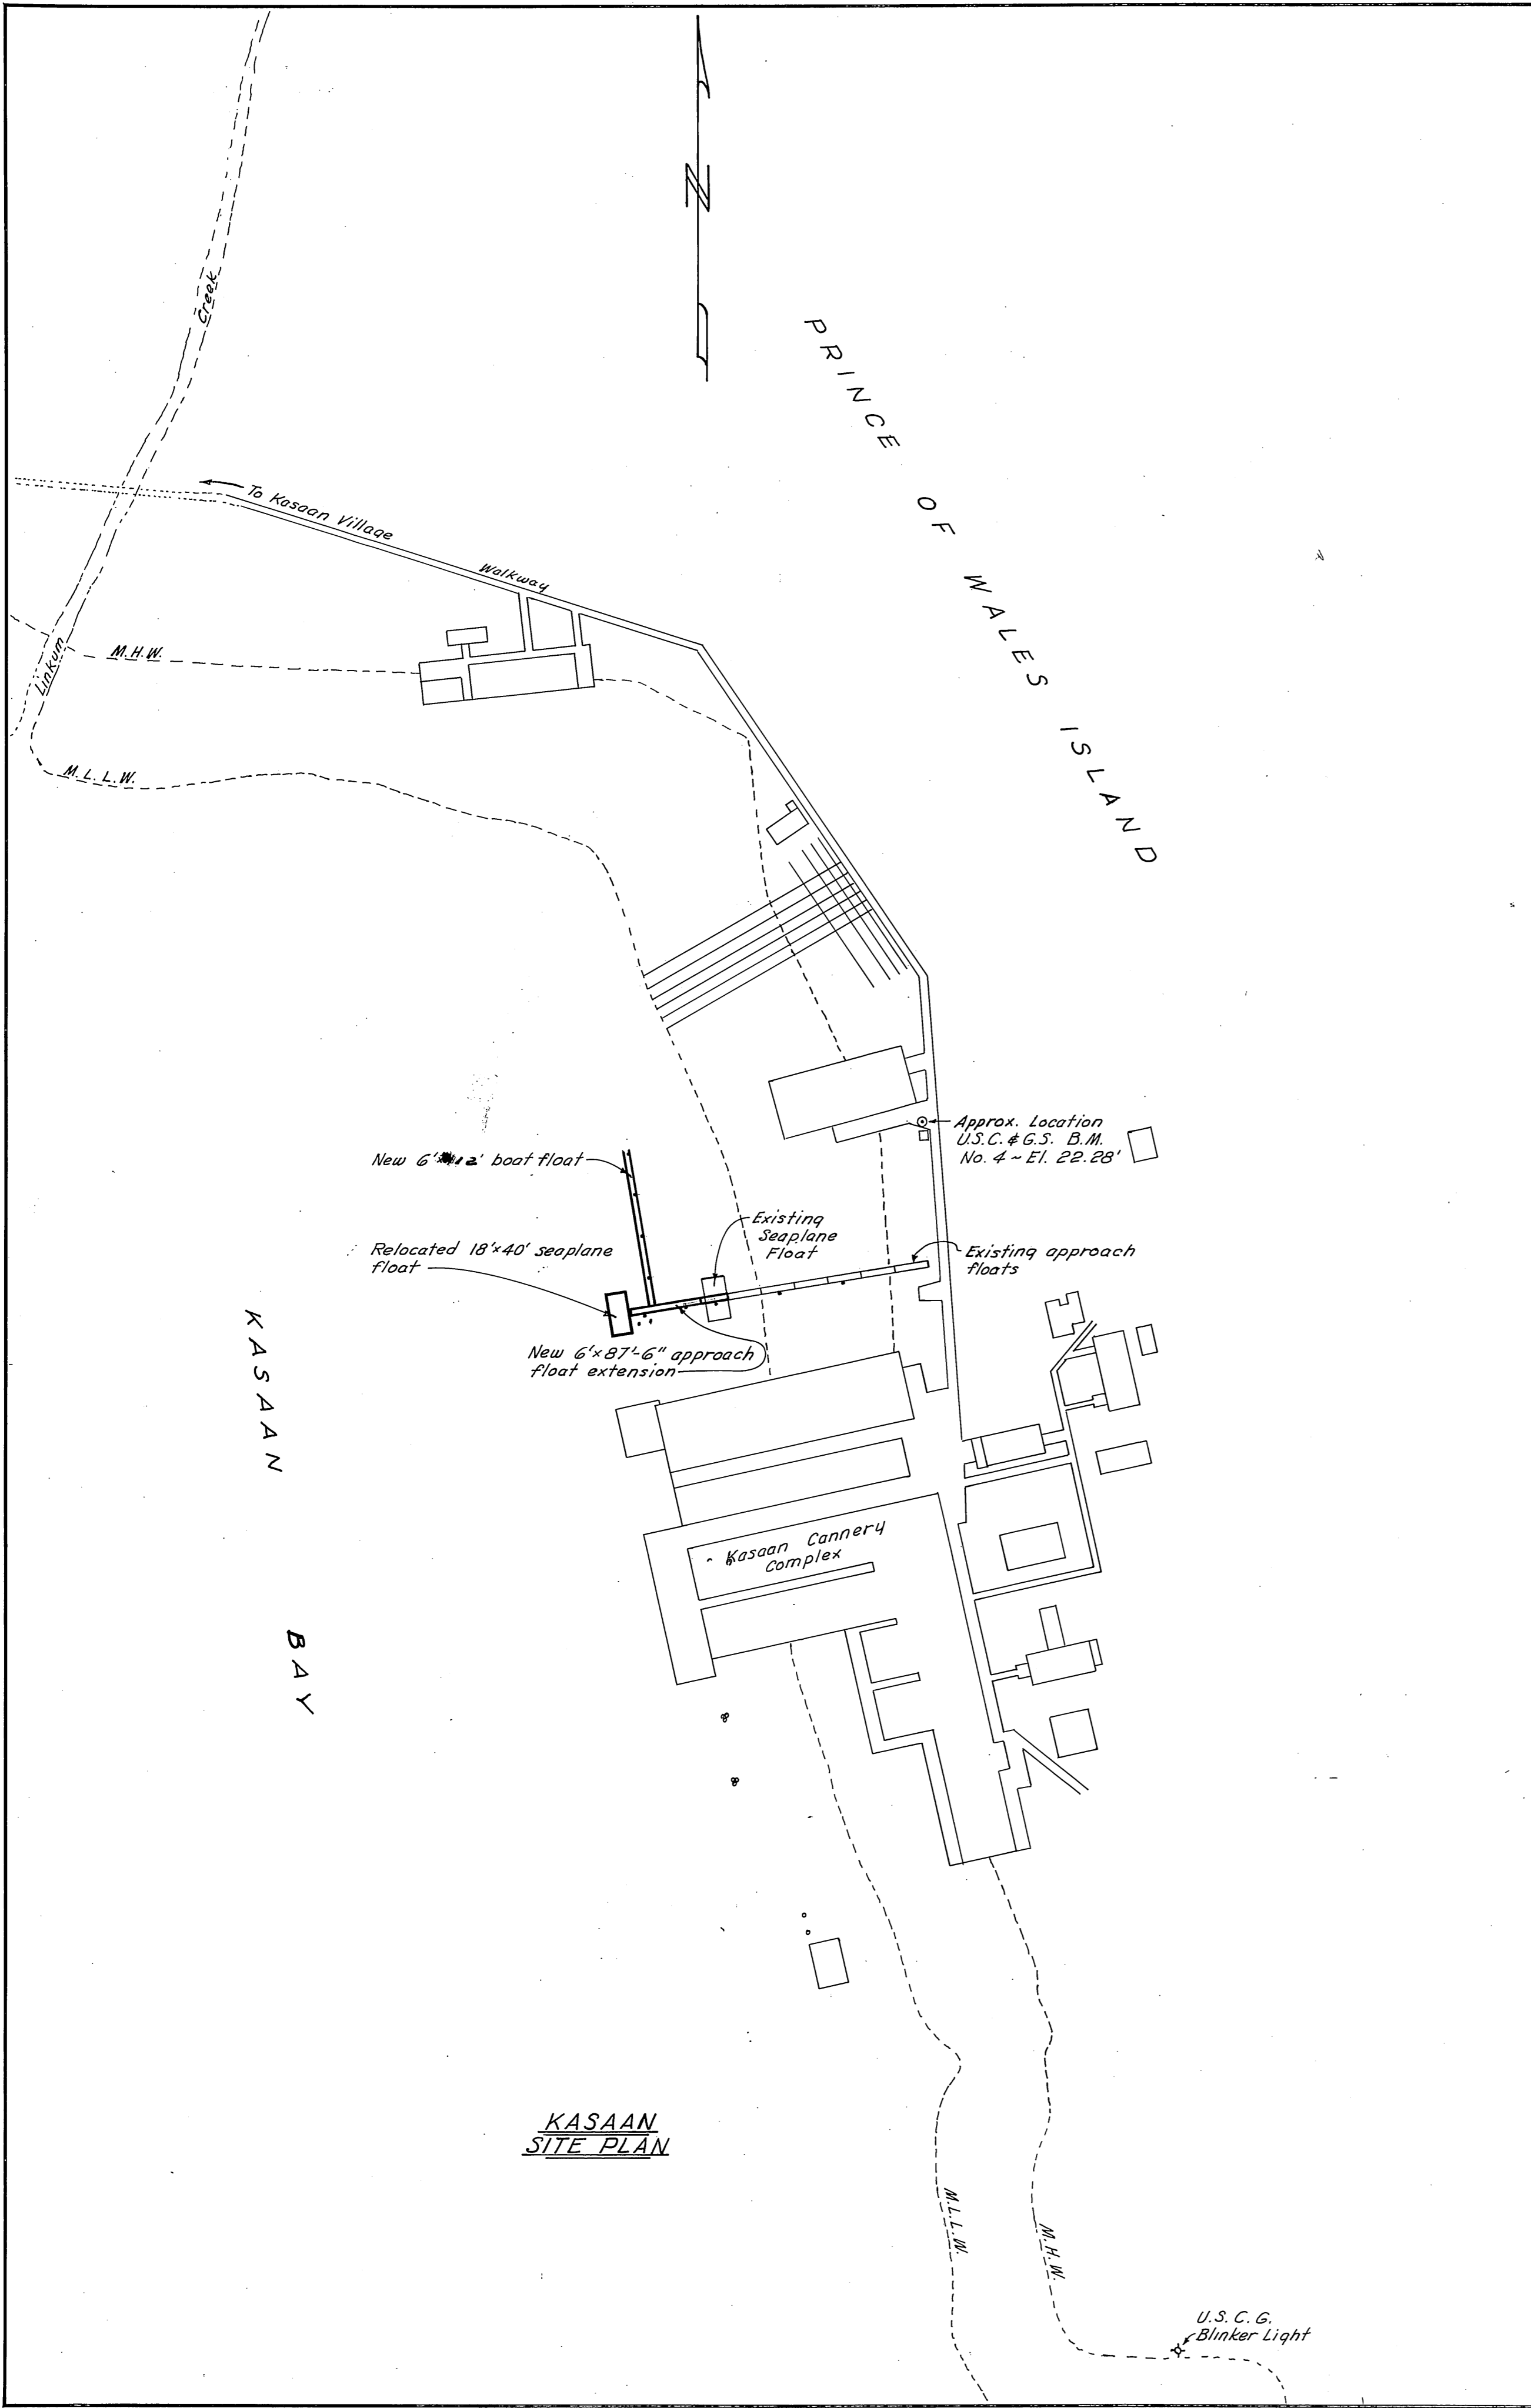 N
PRINCE OF WALES ISLAND
Creek
To Kasaan Village
Walkway
M.H.W.
Linkum
M.L.L.W.
Approx. Location
U.S.C. & G.S. B.M.
No. 4 ~ El. 22.28'
New 6' boat float
Existing
Seaplane
Float
Relocated 18'x40' seaplane
float
Existing approach
floats
New 6'x87'-6" approach
float extension
KASAAN
BAY
Kasaan Cannery
Complex
KASAAN
SITE PLAN
M.L.L.W.
M.H.W.
U.S.C.G.
Blinker Light